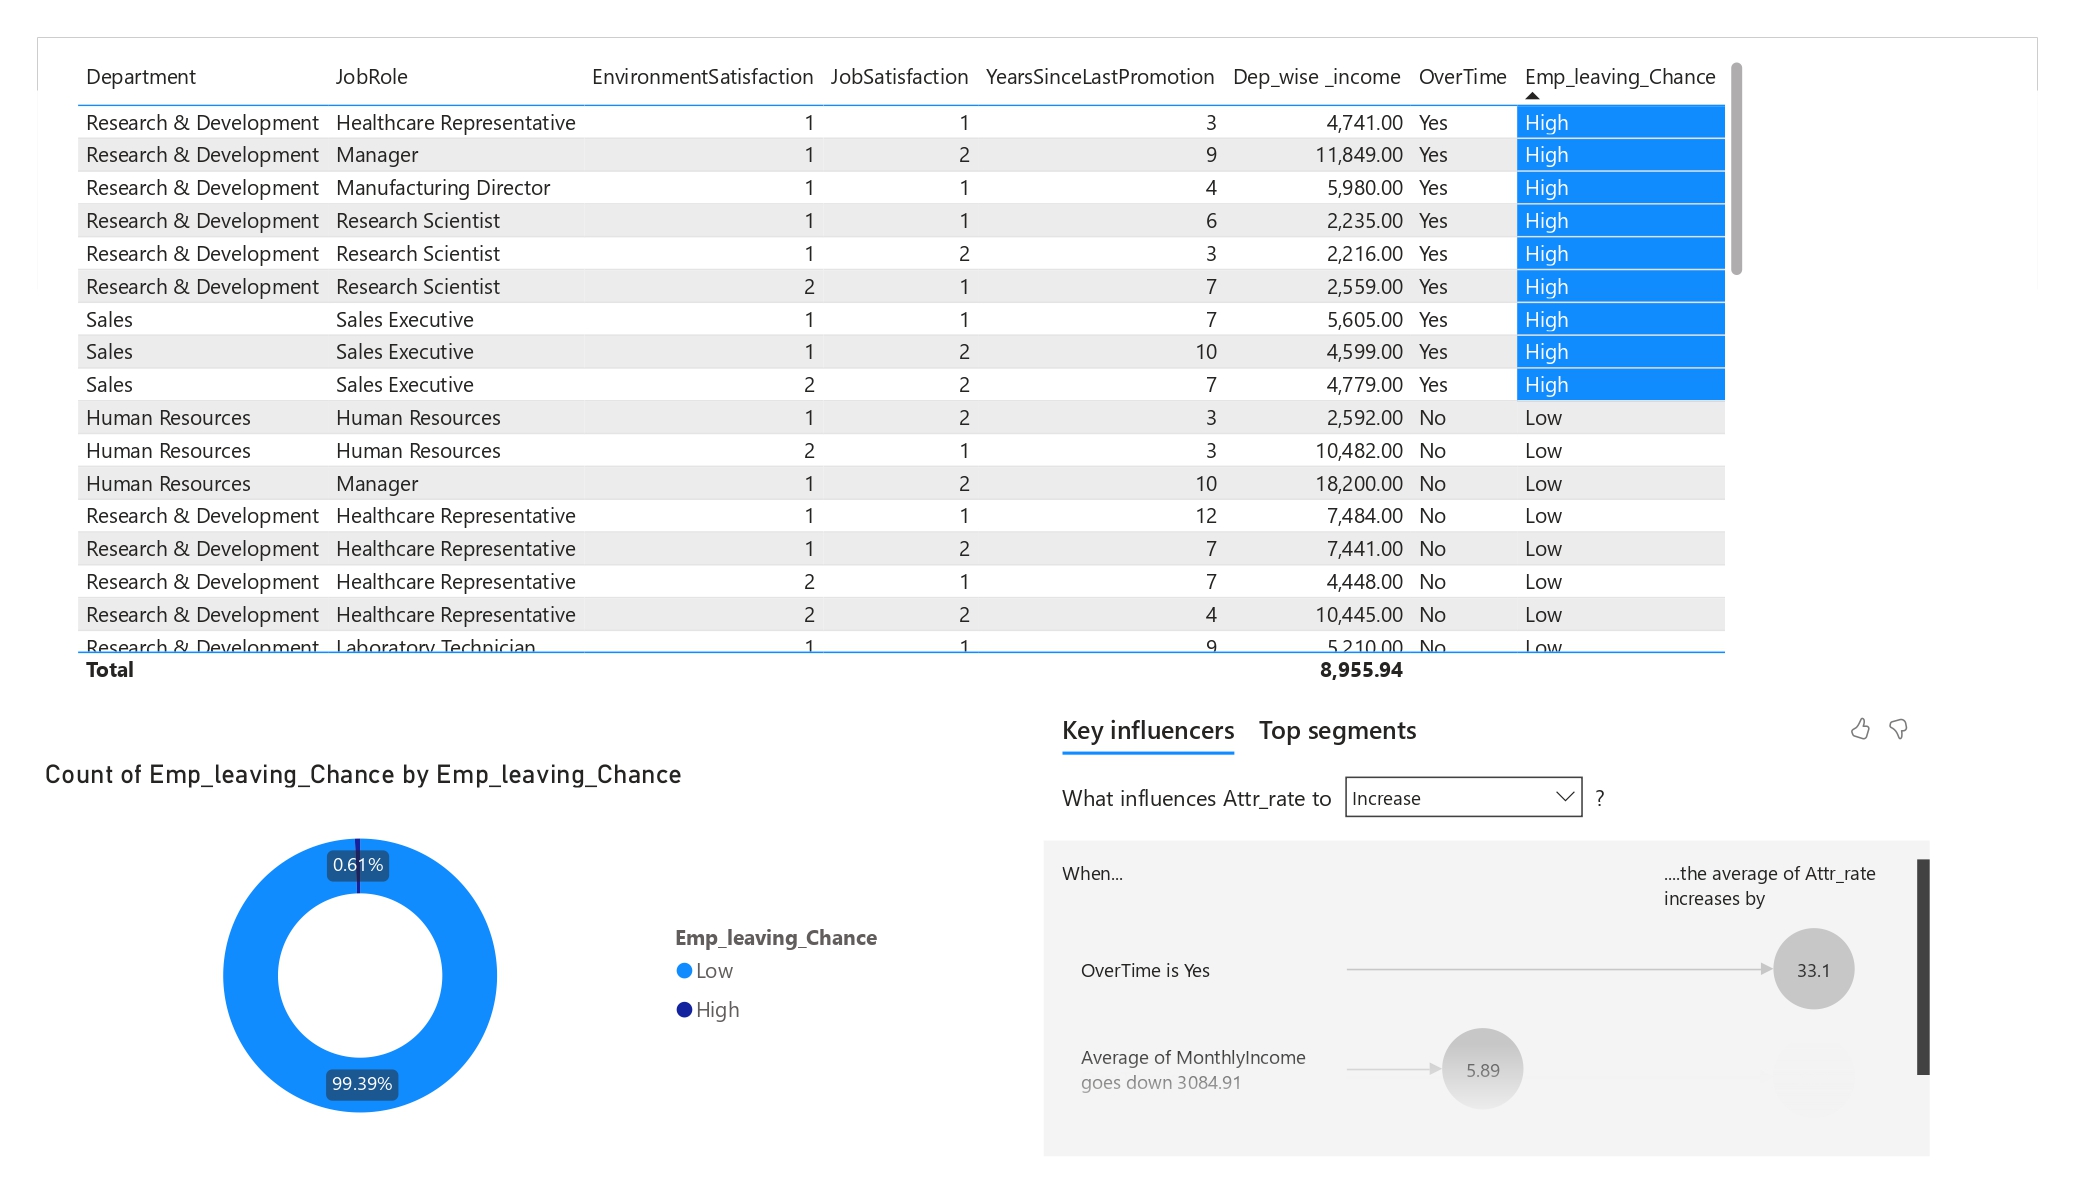 Department JobRole EnvironmentSatisfaction JobSatisfaction YearsSinceLastPromotion Dep_wise _income OverTime Emp_leaving_Chance
Research & Development Healthcare Representative 1 1 3 4,741.00 Yes High
Research & Development Manager 1 2 9 11,849.00 Yes High
Research & Development Manufacturing Director 1 1 4 5,980.00 Yes High
Research & Development Research Scientist 1 1 6 2,235.00 Yes High
Research & Development Research Scientist 1 2 3 2,216.00 Yes High
Research & Development Research Scientist 2 1 7 2,559.00 Yes High
Sales Sales Executive 1 1 7 5,605.00 Yes High
Sales Sales Executive 1 2 10 4,599.00 Yes High
Sales Sales Executive 2 2 7 4,779.00 Yes High
Human Resources Human Resources 1 2 3 2,592.00 No Low
Human Resources Human Resources 2 1 3 10,482.00 No Low
Human Resources Manager 1 2 10 18,200.00 No Low
Research & Development Healthcare Representative 1 1 12 7,484.00 No Low
Research & Development Healthcare Representative 1 2 7 7,441.00 No Low
Research & Development Healthcare Representative 2 1 7 4,448.00 No Low
Research & Development Healthcare Representative 2 2 4 10,445.00 No Low
Research & Development Laboratory Technician 1 1 9 5,210.00 No Low
Total 8,955.94
Count of Emp_leaving_Chance by Emp_leaving_Chance
0.61%
99.39%
Emp_leaving_Chance
Low
High
Key influencers Top segments
What influences Attr_rate to Increase ?
When...
....the average of Attr_rate
increases by
OverTime is Yes
33.1
Average of MonthlyIncome
goes down 3084.91
5.89